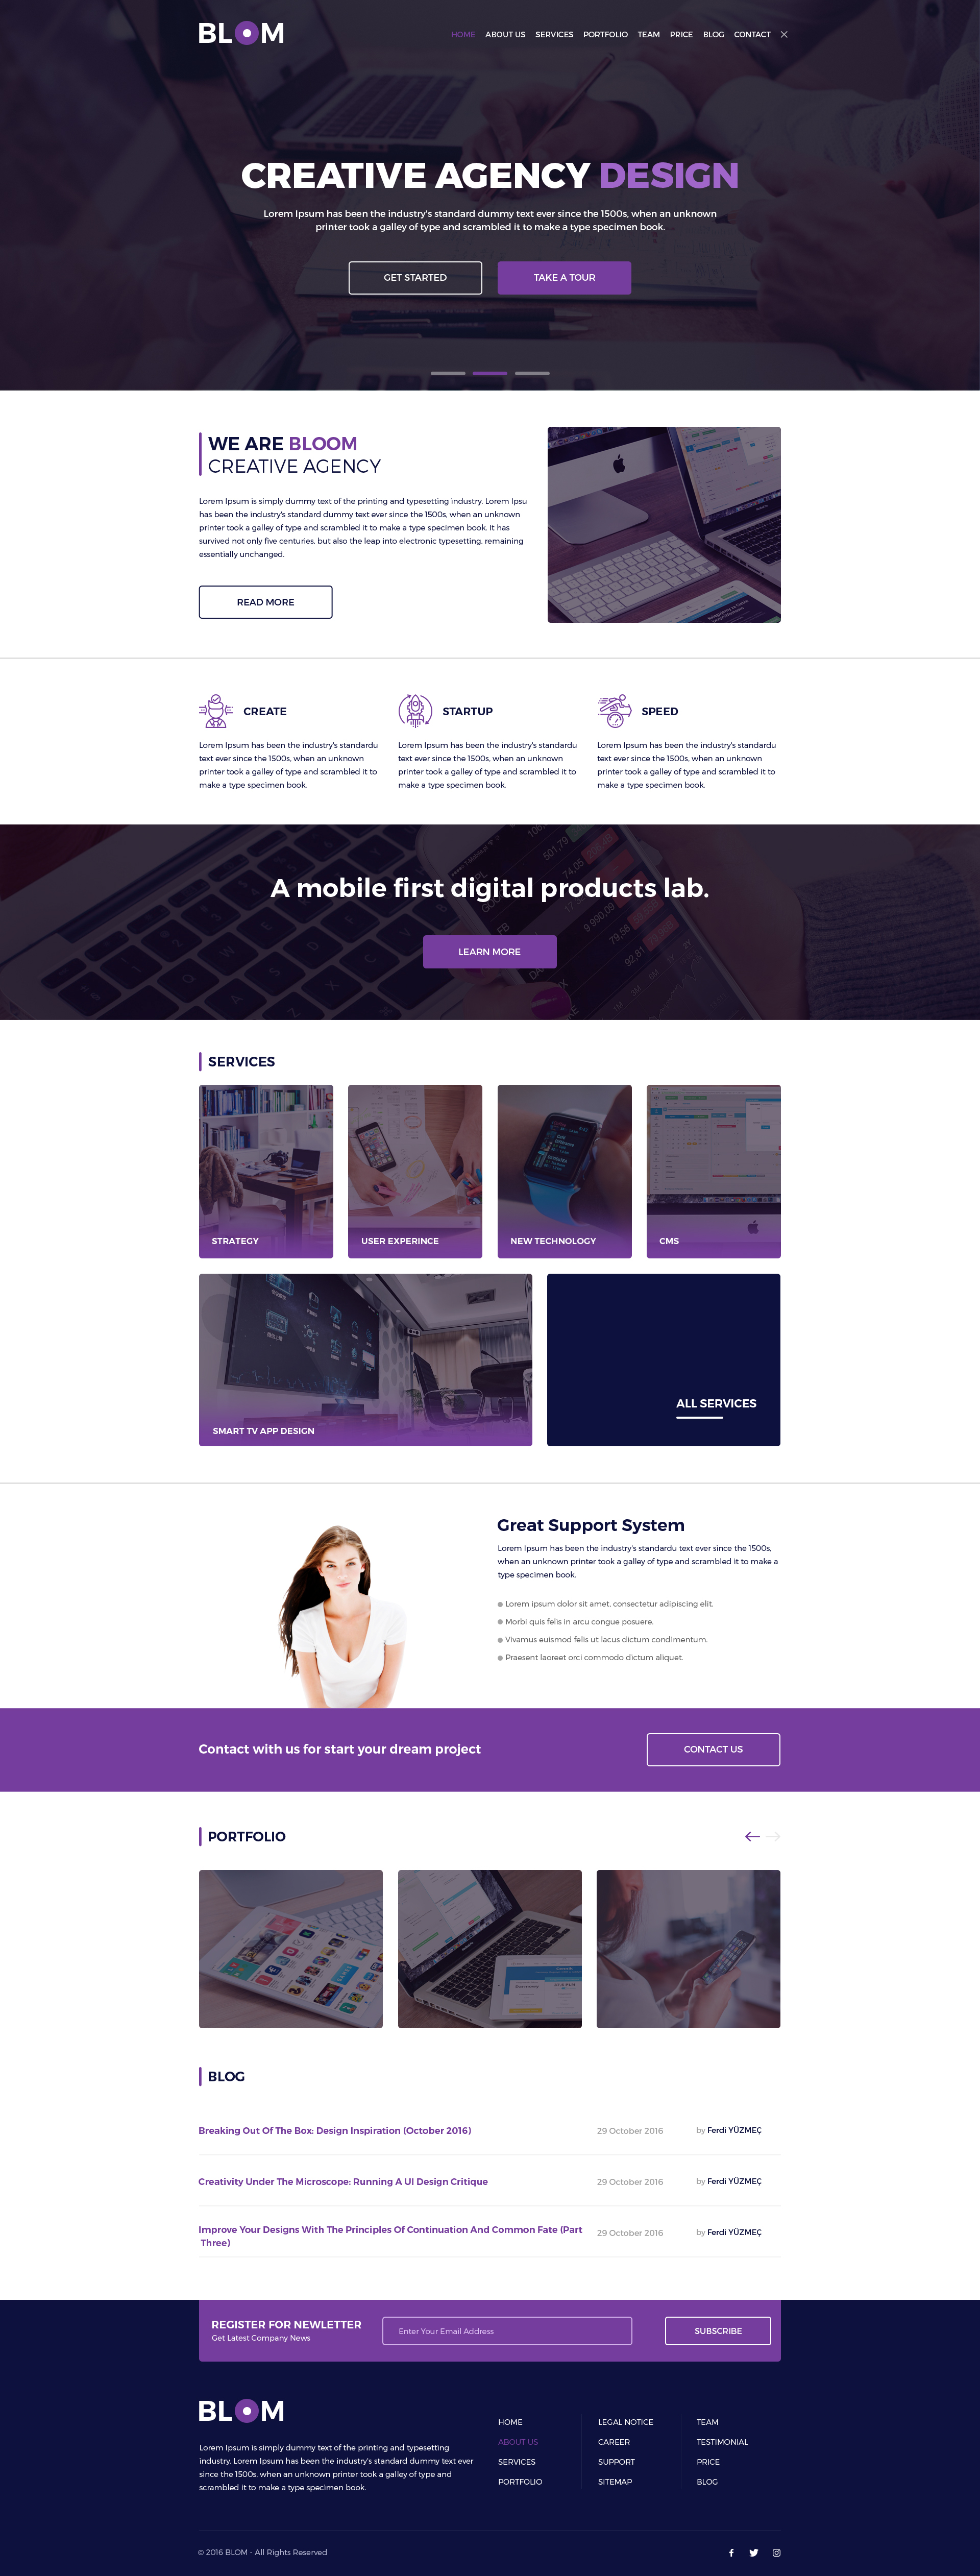 BLOM
HOME ABOUT US SERVICES PORTFOLIO TEAM PRICE BLOG CONTACT
CREATIVE AGENCY DESIGN
Lorem Ipsum has been the industry's standard dummy text ever since the 1500s, when an unknown
printer took a galley of type and scrambled it to make a type specimen book.
GET STARTED TAKE A TOUR
WE ARE BLOOM
CREATIVE AGENCY
Lorem Ipsum is simply dummy text of the printing and typesetting industry. Lorem Ipsu
has been the industry's standard dummy text ever since the 1500s, when an unknown
printer took a galley of type and scrambled it to make a type specimen book. It has
survived not only five centuries, but also the leap into electronic typesetting, remaining
essentially unchanged.
READ MORE
CREATE
Lorem Ipsum has been the industry's standardu
text ever since the 1500s, when an unknown
printer took a galley of type and scrambled it to
make a type specimen book.
STARTUP
Lorem Ipsum has been the industry's standardu
text ever since the 1500s, when an unknown
printer took a galley of type and scrambled it to
make a type specimen book.
SPEED
Lorem Ipsum has been the industry's standardu
text ever since the 1500s, when an unknown
printer took a galley of type and scrambled it to
make a type specimen book.
A mobile first digital products lab.
LEARN MORE
501,79
74,05
9 990,09
79,56
92,81
FB
SERVICES
STRATEGY
USER EXPERINCE
NEW TECHNOLOGY
CMS
SMART TV APP DESIGN
ALL SERVICES
Great Support System
Lorem Ipsum has been the industry's standardu text ever since the 1500s,
when an unknown printer took a galley of type and scrambled it to make a
type specimen book.
Lorem ipsum dolor sit amet, consectetur adipiscing elit.
Morbi quis felis in arcu congue posuere.
Vivamus euismod felis ut lacus dictum condimentum.
Praesent laoreet orci commodo dictum aliquet.
Contact with us for start your dream project
CONTACT US
PORTFOLIO
BLOG
Breaking Out Of The Box: Design Inspiration (October 2016) 29 October 2016 by Ferdi YÜZMEÇ
Creativity Under The Microscope: Running A UI Design Critique 29 October 2016 by Ferdi YÜZMEÇ
Improve Your Designs With The Principles Of Continuation And Common Fate (Part
Three)
29 October 2016 by Ferdi YÜZMEÇ
REGISTER FOR NEWLETTER
Get Latest Company News
Enter Your Email Address
SUBSCRIBE
BLOM
Lorem Ipsum is simply dummy text of the printing and typesetting
industry. Lorem Ipsum has been the industry's standard dummy text ever
since the 1500s, when an unknown printer took a galley of type and
scrambled it to make a type specimen book.
HOME
ABOUT US
SERVICES
PORTFOLIO
LEGAL NOTICE
CAREER
SUPPORT
SITEMAP
TEAM
TESTIMONIAL
PRICE
BLOG
© 2016 BLOM - All Rights Reserved